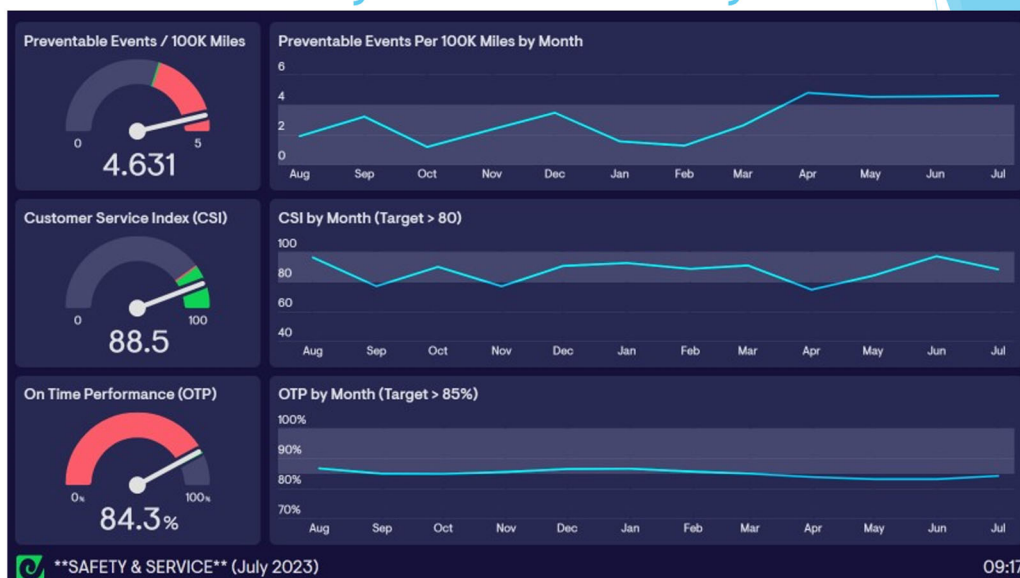 Preventable Events / 100K Miles
0
5
4.631
Preventable Events Per 100K Miles by Month
6
4
2
0
Aug Sep Oct Nov Dec Jan Feb Mar Apr May Jun Jul
Customer Service Index (CSI)
0
100
88.5
CSI by Month (Target > 80)
100
80
60
40
Aug Sep Oct Nov Dec Jan Feb Mar Apr May Jun Jul
On Time Performance (OTP)
0%
100%
84.3%
OTP by Month (Target > 85%)
100%
90%
80%
70%
Aug Sep Oct Nov Dec Jan Feb Mar Apr May Jun Jul
**SAFETY & SERVICE** (July 2023)
09:17